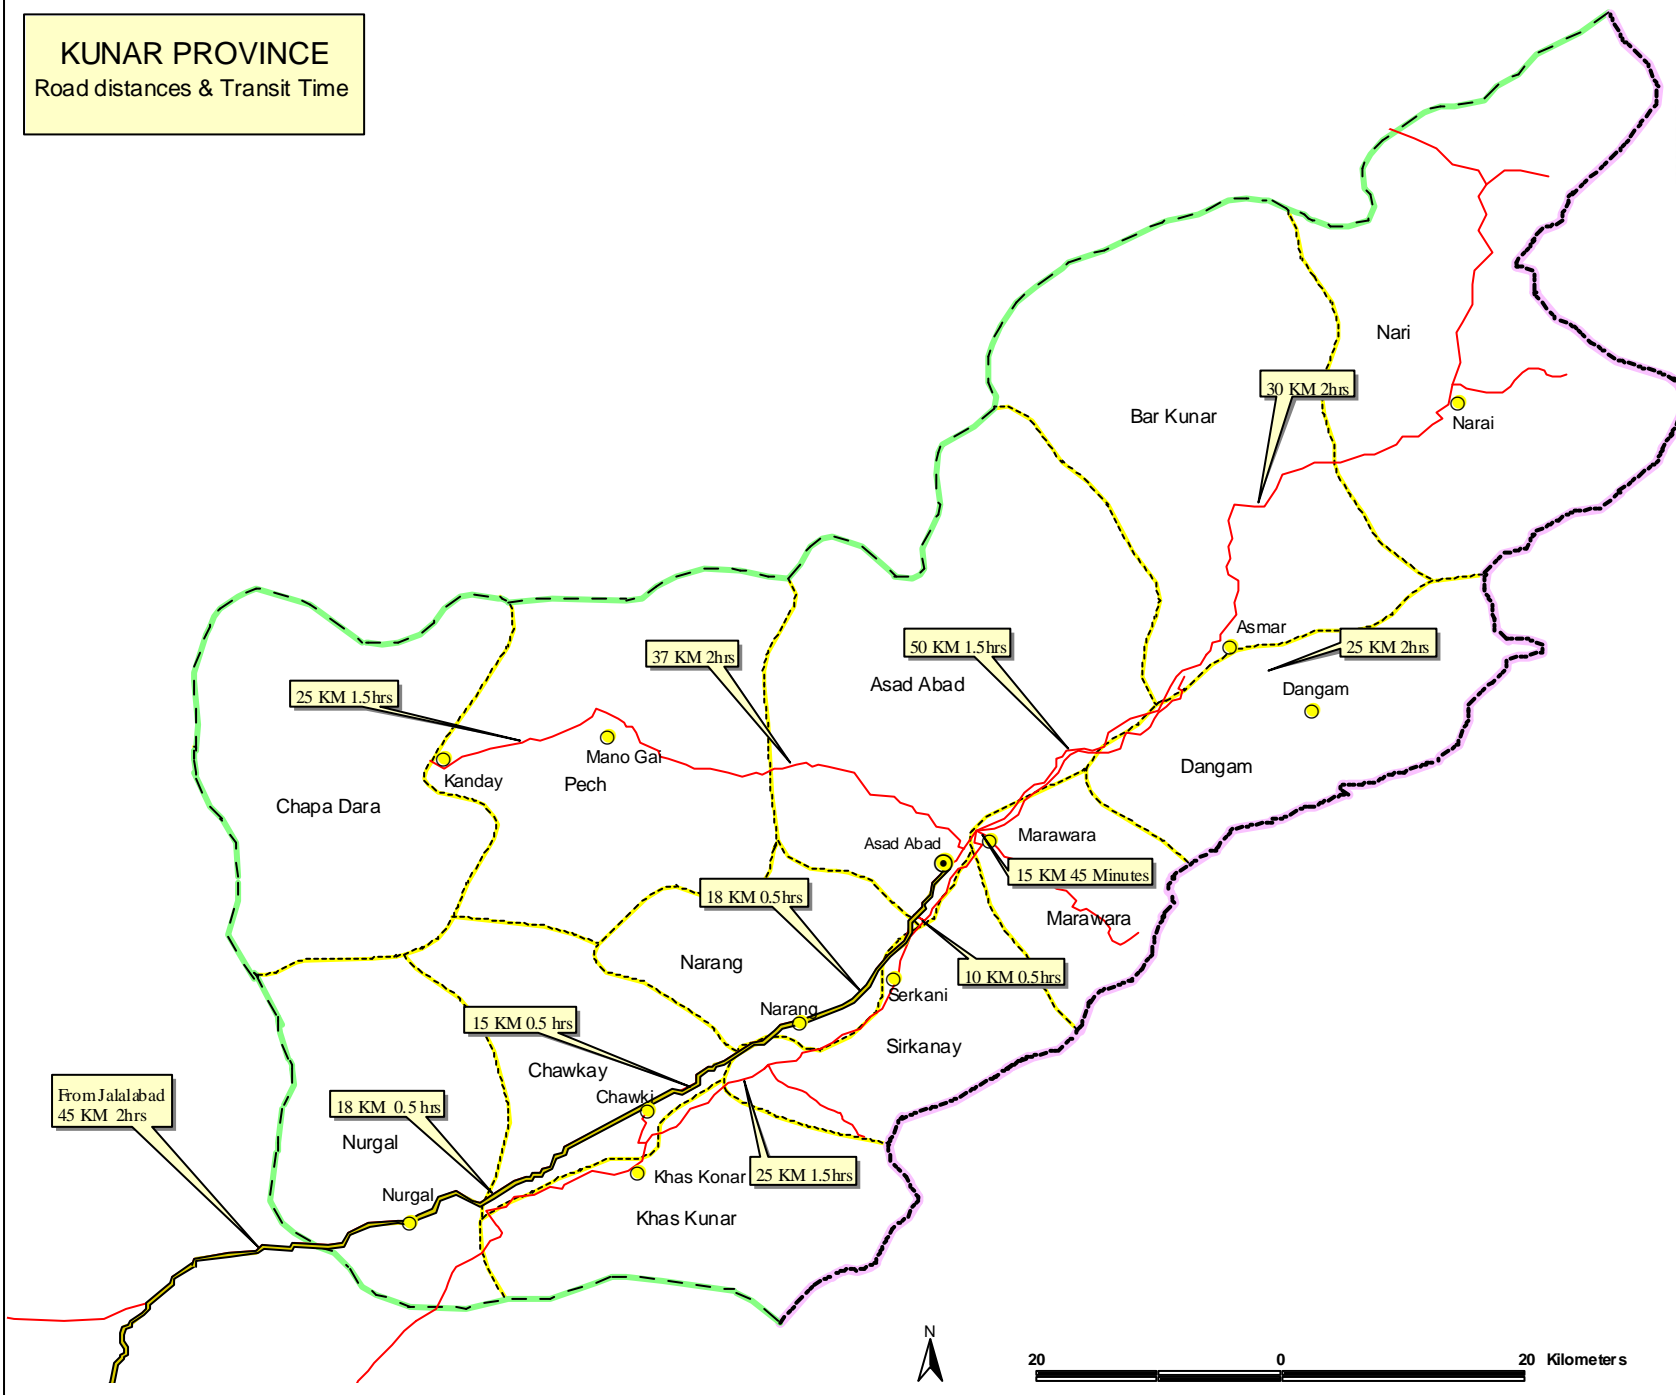 KUNAR PROVINCE
Road distances & Transit Time
Nari
30 KM 2hrs
Bar Kunar
Narai
Asmar
37 KM 2hrs
50 KM 1.5hrs
25 KM 2hrs
Asad Abad
25 KM 1.5hrs
Dangam
Mano Gai
Dangam
Kanday
Pech
Chapa Dara
Marawara
Asad Abad
15 KM 45 Minutes
18 KM 0.5hrs
Marawara
Narang
10 KM 0.5hrs
Serkani
Narang
15 KM 0.5 hrs
Sirkanay
Chawkay
From Jalalabad
45 KM 2hrs
Chawki
18 KM 0.5 hrs
Nurgal
Khas Konar
25 KM 1.5hrs
Nurgal
Khas Kunar
N
20 0 20 Kilometers